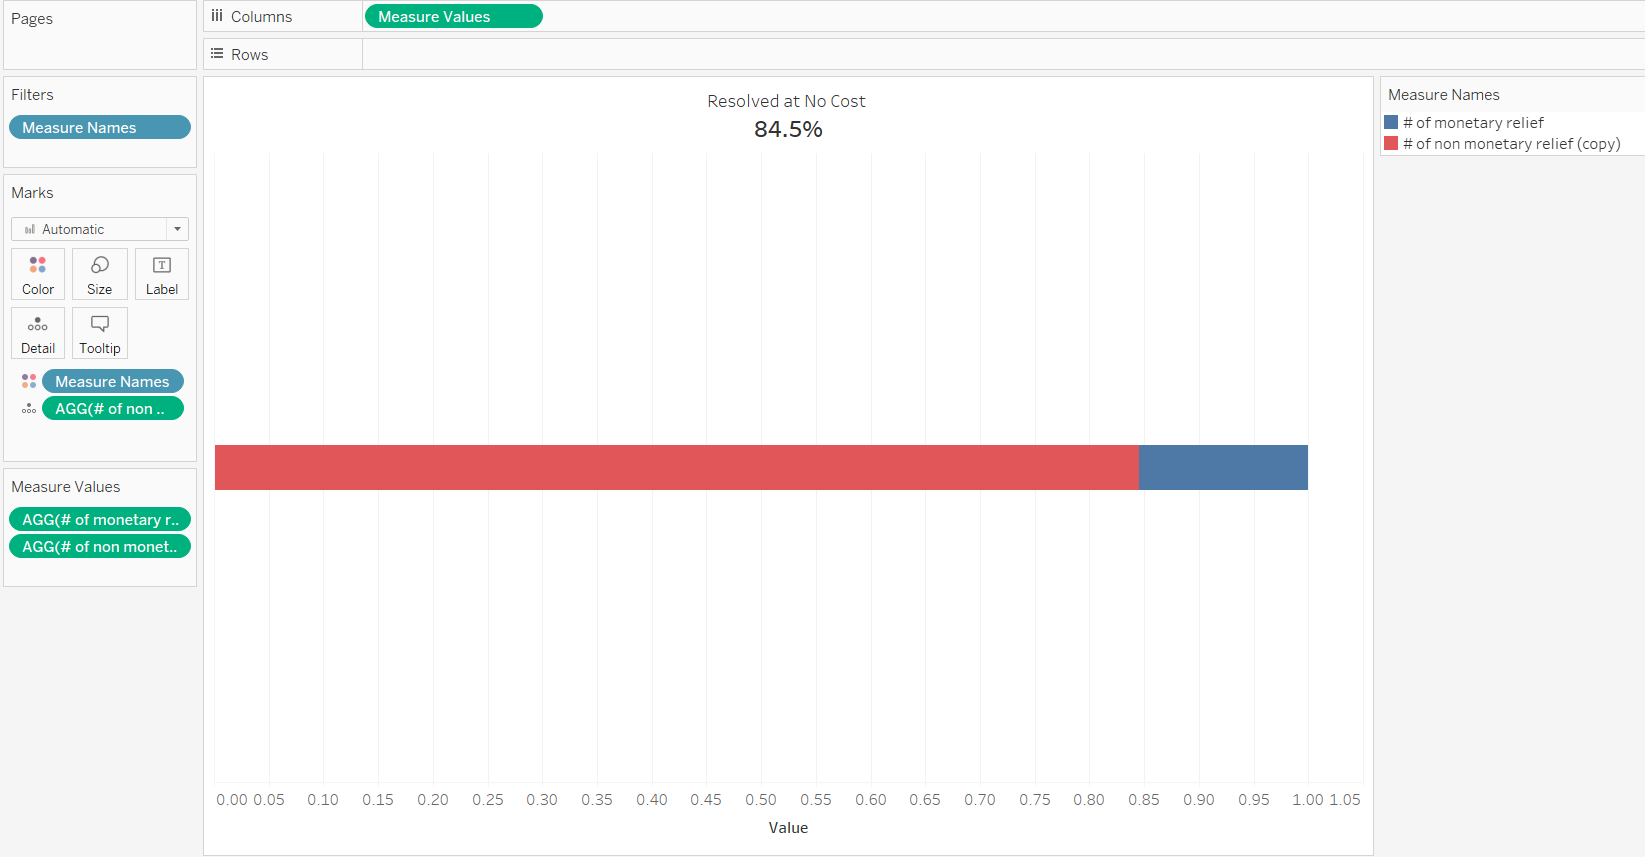 Pages
Columns
Measure Values
Rows
Filters
Measure Names
Marks
Automatic
Color
Size
T
Label
Detail
Tooltip
Measure Names
AGG(# of non ..
Measure Values
AGG(# of monetary r..
AGG(# of non monet..
Resolved at No Cost
84.5%
0.00 0.05 0.10 0.15 0.20 0.25 0.30 0.35 0.40 0.45 0.50 0.55 0.60 0.65 0.70 0.75 0.80 0.85 0.90 0.95 1.00 1.05
Value
Measure Names
# of monetary relief
# of non monetary relief (copy)